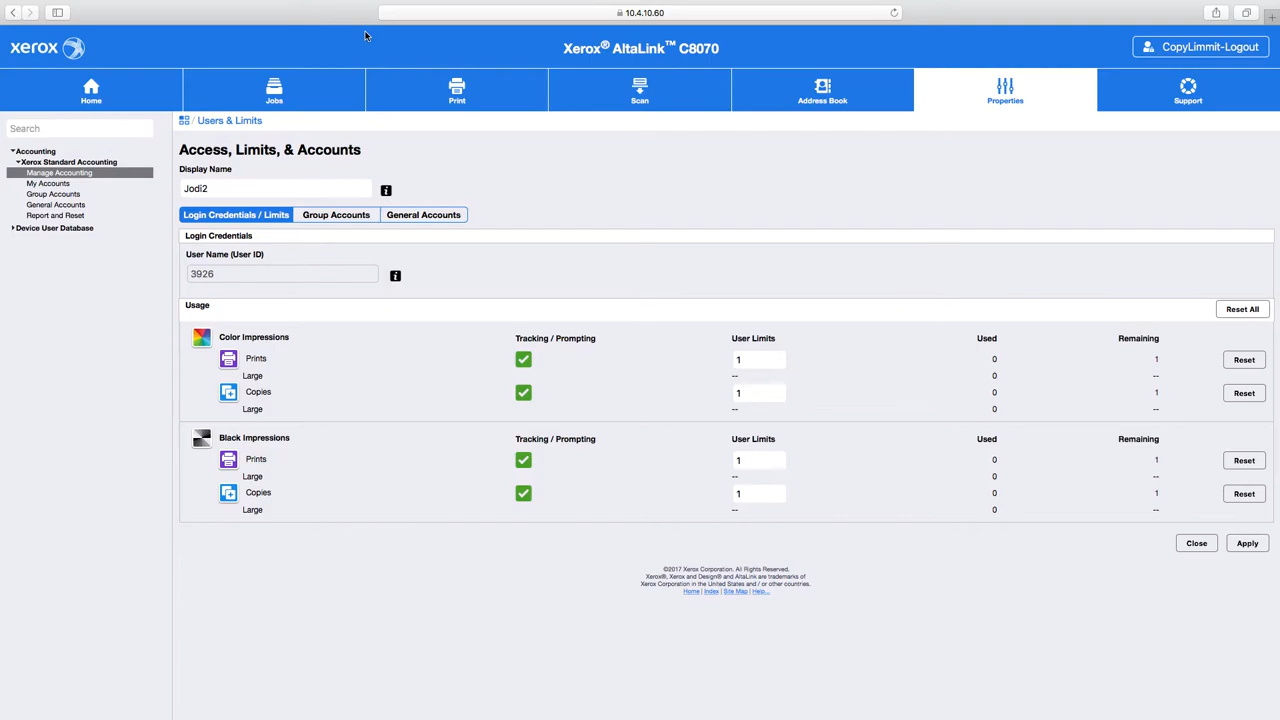 10.4.10.60
xerox
Xerox® AltaLink™ C8070
CopyLimmit-Logout
Home
Jobs
Print
Scan
Address Book
Properties
Support
Search
/ Users & Limits
Accounting
Xerox Standard Accounting
Manage Accounting
My Accounts
Group Accounts
General Accounts
Report and Reset
Device User Database
Access, Limits, & Accounts
Display Name
Jodi2
Login Credentials / Limits
Group Accounts
General Accounts
Login Credentials
User Name (User ID)
3926
Usage
Reset All
Color Impressions Tracking / Prompting User Limits Used Remaining
Prints 1 0 1 Reset
Large -- 0 --
Copies 1 0 1 Reset
Large -- 0 --
Black Impressions Tracking / Prompting User Limits Used Remaining
Prints 1 0 1 Reset
Large -- 0 --
Copies 1 0 1 Reset
Large -- 0 --
Close
Apply
©2017 Xerox Corporation. All Rights Reserved.
Xerox®, Xerox and Design® and AltaLink are trademarks of
Xerox Corporation in the United States and / or other countries.
Home | Index | Site Map | Help...